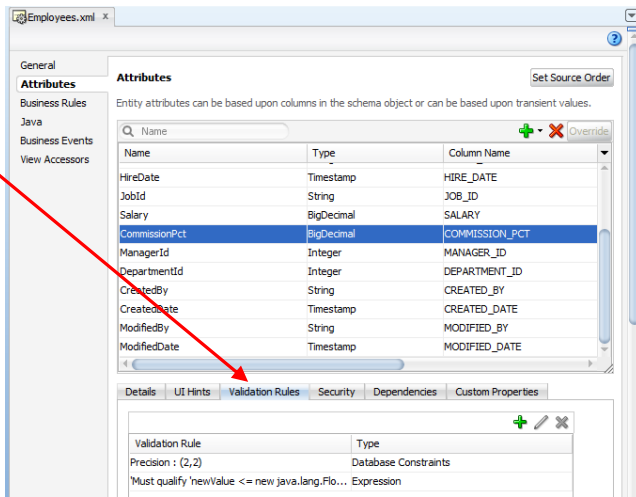 Employees.xml
General
Attributes
Business Rules
Java
Business Events
View Accessors
Attributes
Set Source Order
Entity attributes can be based upon columns in the schema object or can be based upon transient values.
Name
Override
Name Type Column Name
HireDate Timestamp HIRE_DATE
JobId String JOB_ID
Salary BigDecimal SALARY
CommissionPct BigDecimal COMMISSION_PCT
ManagerId Integer MANAGER_ID
DepartmentId Integer DEPARTMENT_ID
CreatedBy String CREATED_BY
CreatedDate Timestamp CREATED_DATE
ModifiedBy String MODIFIED_BY
ModifiedDate Timestamp MODIFIED_DATE
Details UI Hints Validation Rules Security Dependencies Custom Properties
Validation Rule Type
Precision : (2,2) Database Constraints
'Must qualify 'newValue <= new java.lang.Flo... Expression